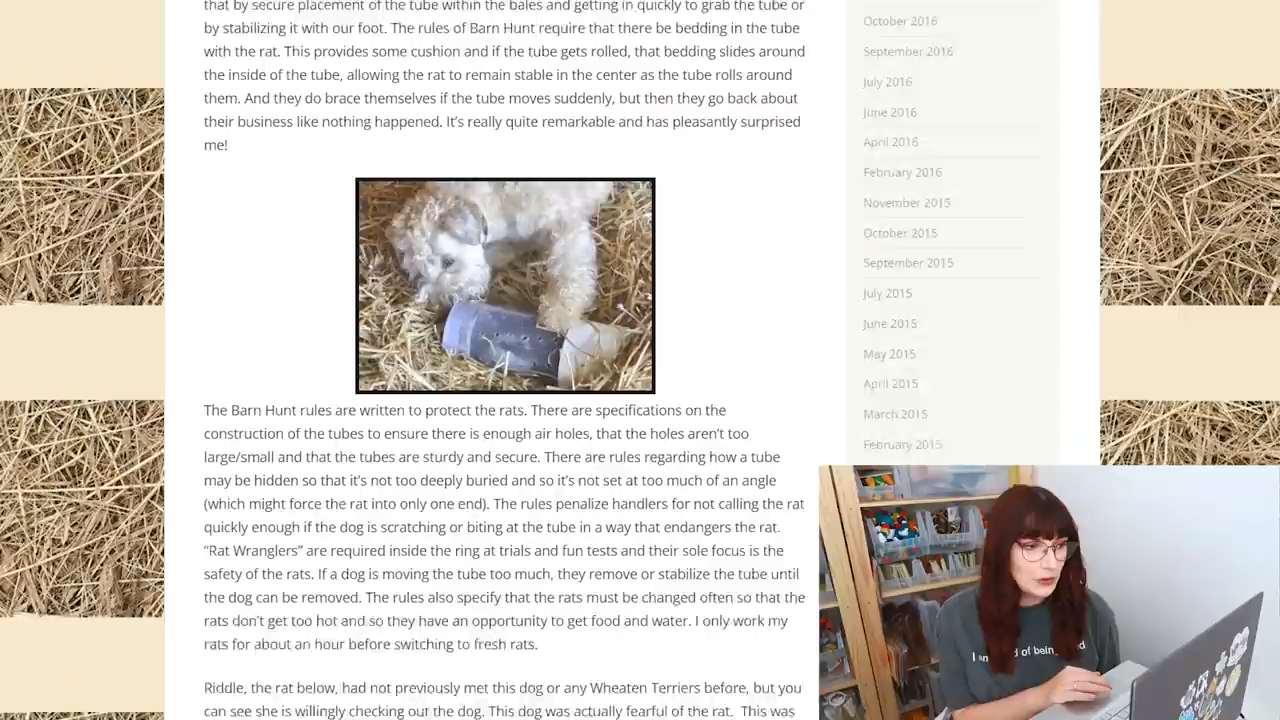 that by secure placement of the tube within the bales and getting in quickly to grab the tube or
by stabilizing it with our foot. The rules of Barn Hunt require that there be bedding in the tube
with the rat. This provides some cushion and if the tube gets rolled, that bedding slides around
the inside of the tube, allowing the rat to remain stable in the center as the tube rolls around
them. And they do brace themselves if the tube moves suddenly, but then they go back about
their business like nothing happened. It's really quite remarkable and has pleasantly surprised
me!
The Barn Hunt rules are written to protect the rats. There are specifications on the
construction of the tubes to ensure there is enough air holes, that the holes aren't too
large/small and that the tubes are sturdy and secure. There are rules regarding how a tube
may be hidden so that it's not too deeply buried and so it's not set at too much of an angle
(which might force the rat into only one end). The rules penalize handlers for not calling the rat
quickly enough if the dog is scratching or biting at the tube in a way that endangers the rat.
“Rat Wranglers” are required inside the ring at trials and fun tests and their sole focus is the
safety of the rats. If a dog is moving the tube too much, they remove or stabilize the tube until
the dog can be removed. The rules also specify that the rats must be changed often so that the
rats don't get too hot and so they have an opportunity to get food and water. I only work my
rats for about an hour before switching to fresh rats.
Riddle, the rat below, had not previously met this dog or any Wheaten Terriers before, but you
can see she is willingly checking out the dog. This dog was actually fearful of the rat. This was
October 2016
September 2016
July 2016
June 2016
April 2016
February 2016
November 2015
October 2015
September 2015
July 2015
June 2015
May 2015
April 2015
March 2015
February 2015
I of being